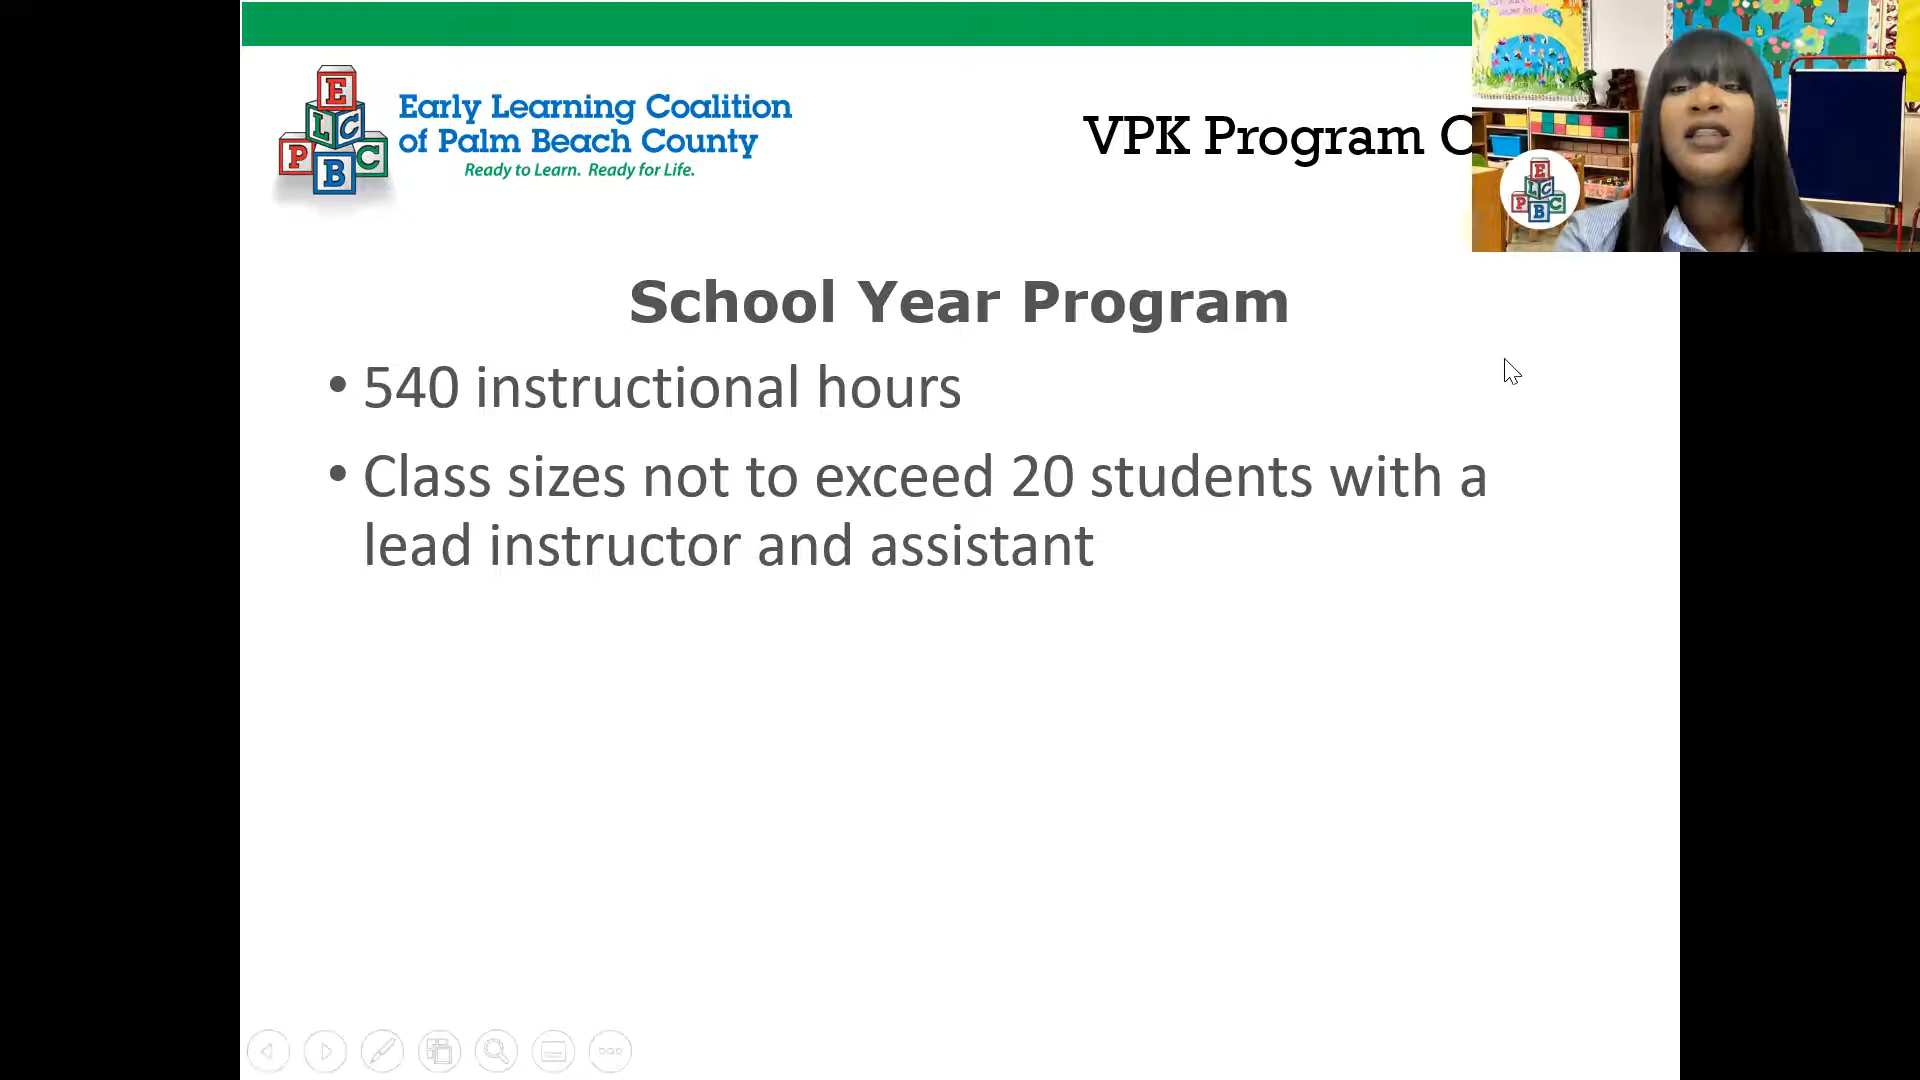 E
L C
P B C
Early Learning Coalition
of Palm Beach County
Ready to Learn. Ready for Life.
VPK Program
E
L C
P B C
School Year Program
• 540 instructional hours
• Class sizes not to exceed 20 students with a
lead instructor and assistant